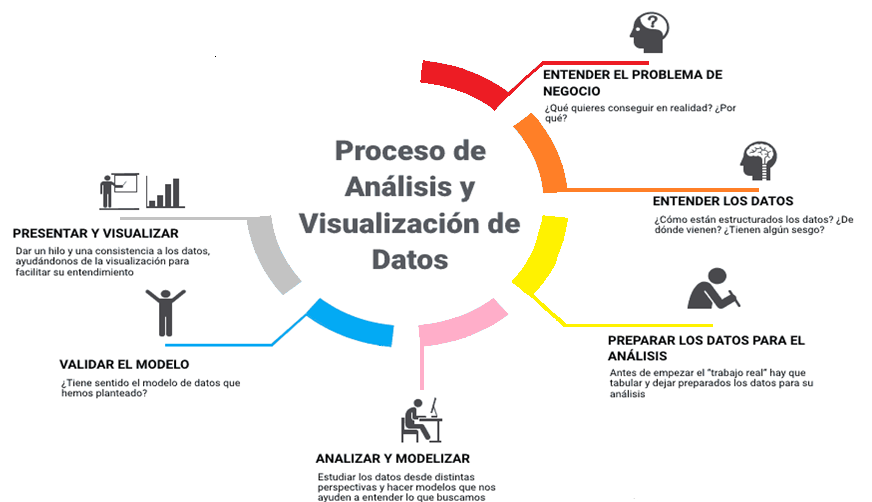 Proceso de
Análisis y
Visualización de
Datos
ENTENDER EL PROBLEMA DE
NEGOCIO
¿Qué quieres conseguir en realidad? ¿Por
qué?
ENTENDER LOS DATOS
¿Cómo están estructurados los datos? ¿De
dónde vienen? ¿Tienen algún sesgo?
PREPARAR LOS DATOS PARA EL
ANÁLISIS
Antes de empezar el “trabajo real” hay que
tabular y dejar preparados los datos para su
análisis
ANALIZAR Y MODELIZAR
Estudiar los datos desde distintas
perspectivas y hacer modelos que nos
ayuden a entender lo que buscamos
VALIDAR EL MODELO
¿Tiene sentido el modelo de datos que
hemos planteado?
PRESENTAR Y VISUALIZAR
Dar un hilo y una consistencia a los datos,
ayudándonos de la visualización para
facilitar su entendimiento